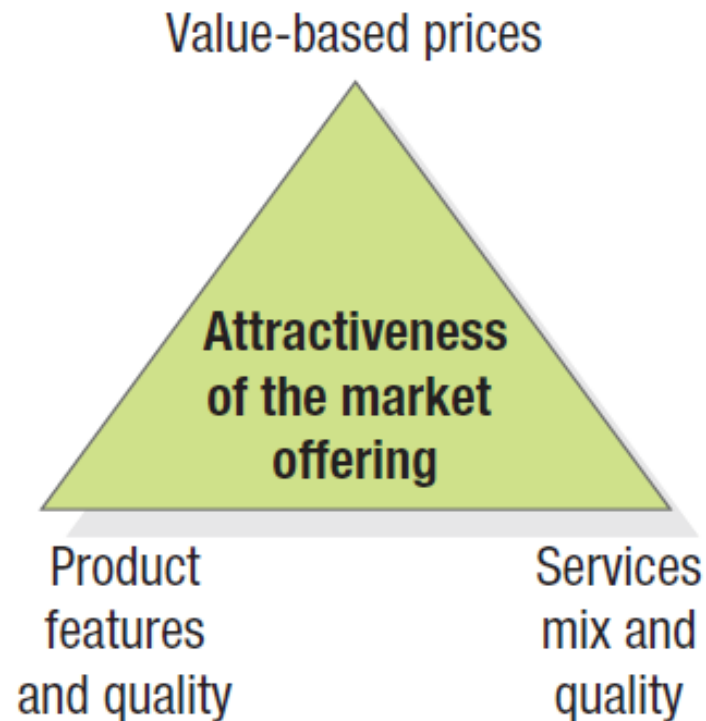 Value-based prices
Attractiveness
of the market
offering
Product
features
and quality
Services
mix and
quality